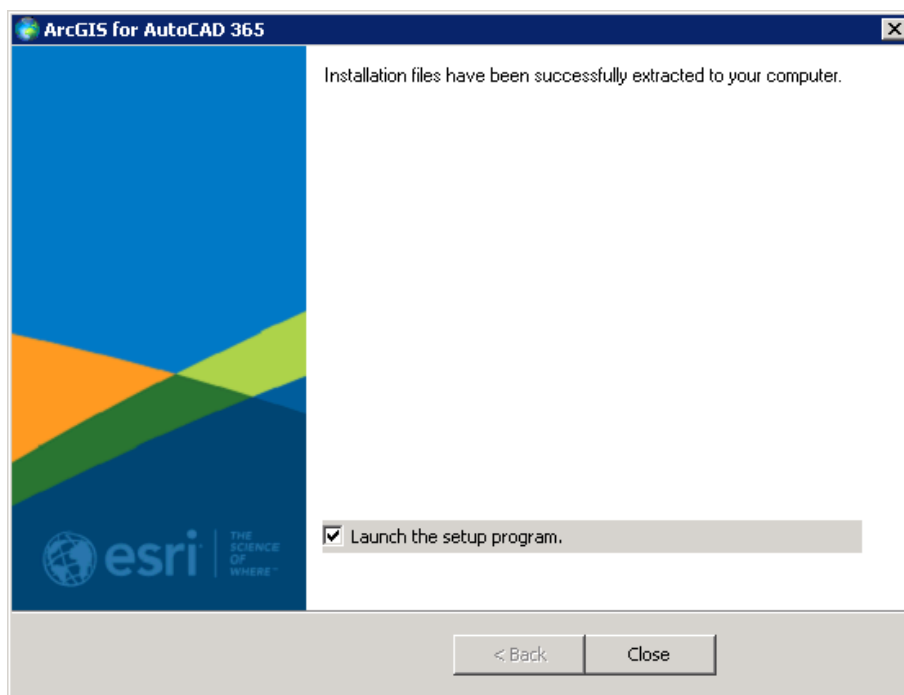 ArcGIS for AutoCAD 365
Installation files have been successfully extracted to your computer.
Launch the setup program.
esri
THE
SCIENCE
OF
WHERE™
< Back
Close